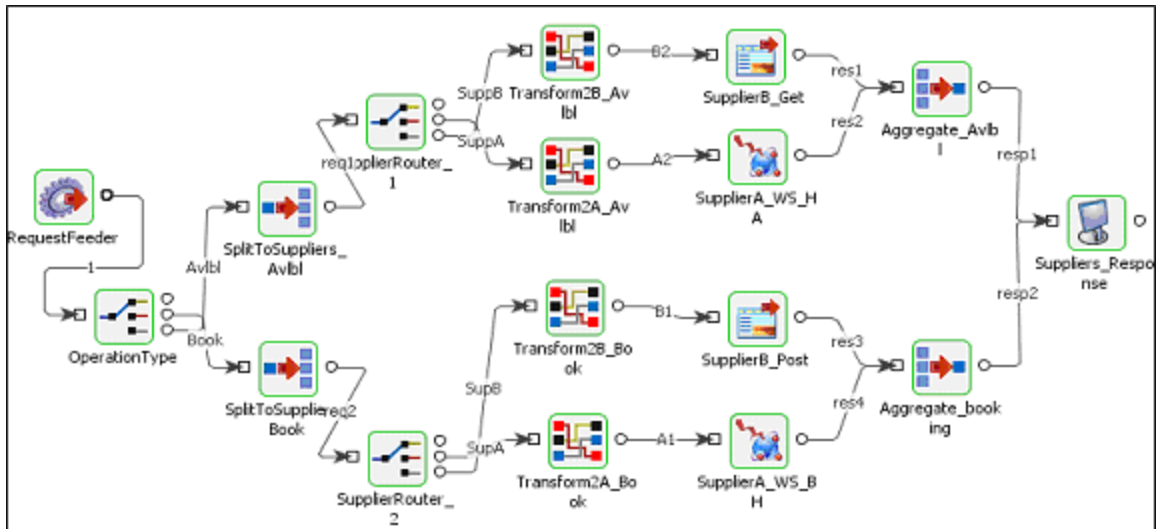 B2
SuppB
Transform2B_Av
lbl
SupplierB_Get
res1
res2
Aggregate_Avlb
l
SuppA
req1
pplierRouter_
1
A2
Transform2A_Av
lbl
SupplierA_WS_H
A
resp1
RequestFeeder
SplitToSuppliers_
Avlbl
Avlbl
1
Suppliers_Respo
nse
resp2
OperationType
Book
B1
Transform2B_Bo
ok
SupplierB_Post
res3
res4
SupB
SplitToSupplie
Book
req2
Aggregate_book
ing
SupA
A1
SupplierRouter_
2
Transform2A_Bo
ok
SupplierA_WS_B
H